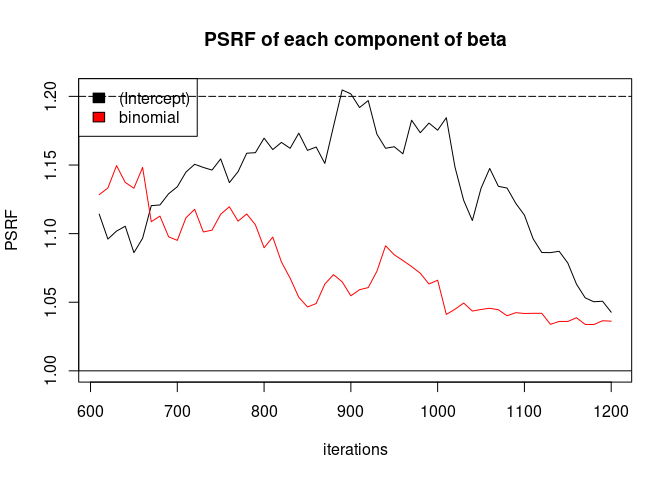 PSRF of each component of beta
PSRF
1.20
1.15
1.10
1.05
1.00
(Intercept)
binomial
600 700 800 900 1000 1100 1200
iterations